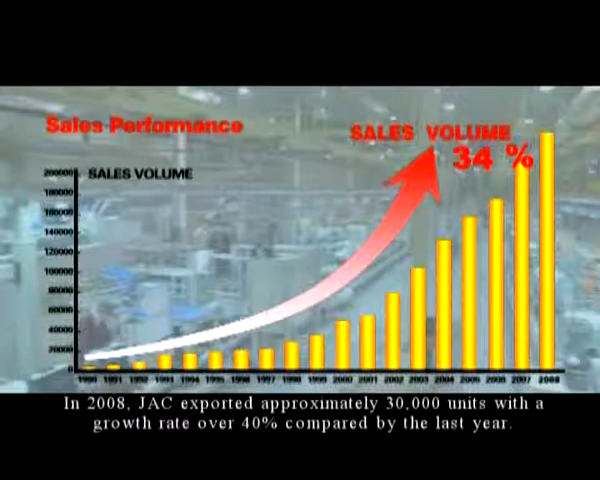 Sales Performance
SALES VOLUME
34 %
SALES VOLUME
200000
180000
160000
140000
120000
100000
80000
60000
40000
20000
0
1990 1991 1992 1993 1994 1995 1996 1997 1998 1999 2000 2001 2002 2003 2004 2005 2006 2007 2008
In 2008, JAC exported approximately 30,000 units with a
growth rate over 40% compared by the last year.